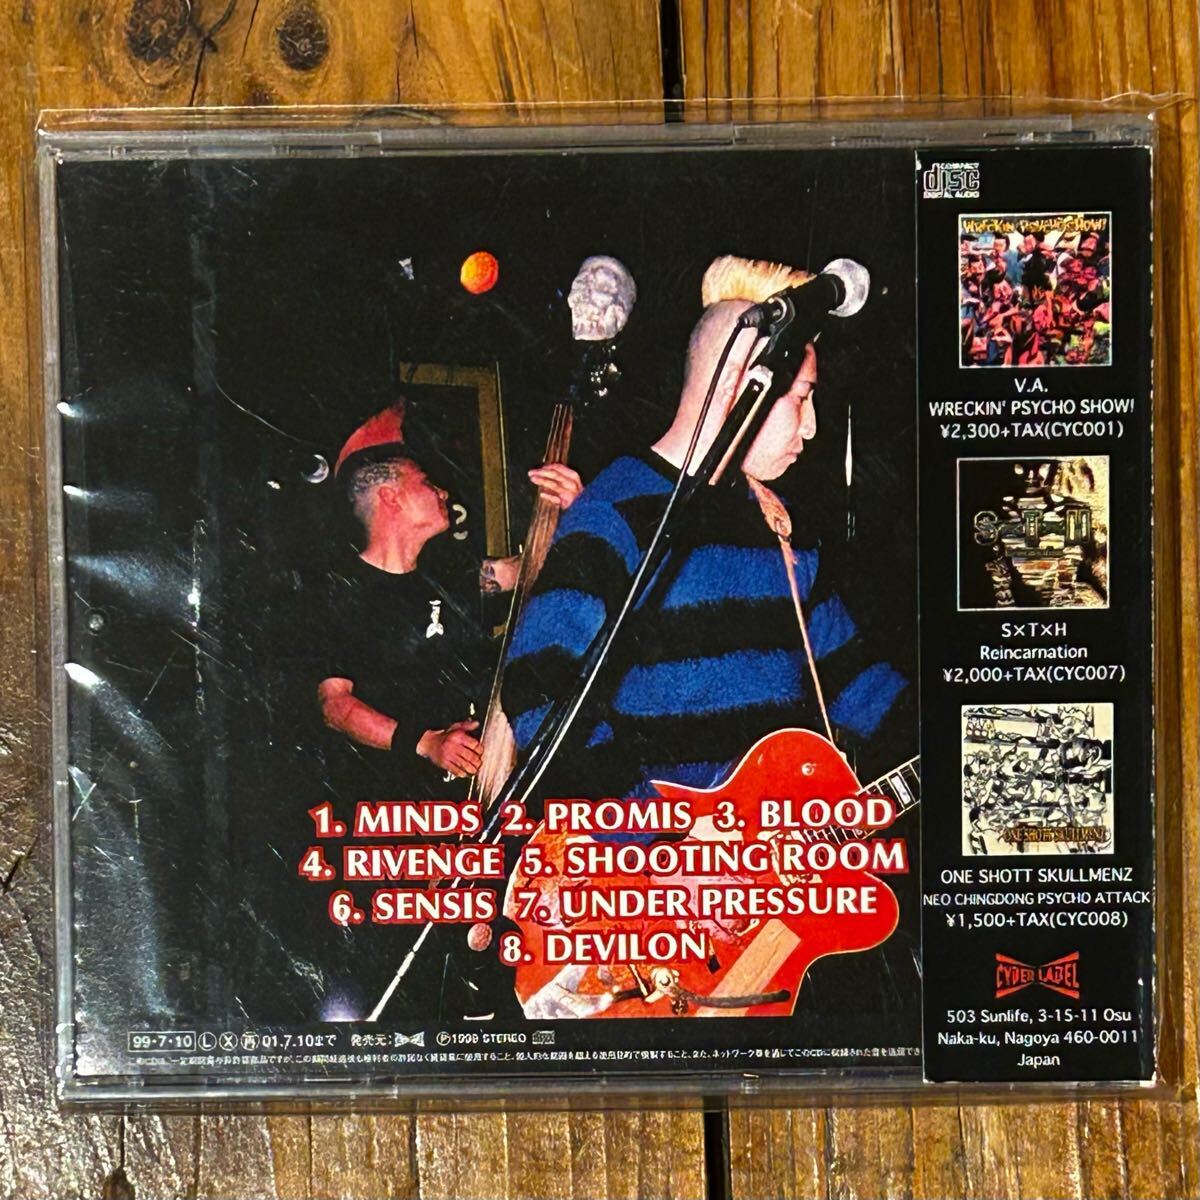 1. MINDS 2. PROMIS 3. BLOOD
4. RIVENGE 5. SHOOTING ROOM
6. SENSIS 7. UNDER PRESSURE
8. DEVILON
99・7・10 Ⓛ Ⓧ 再 01.7.10まで 発売元: Ⓟ1999 STEREO
COMPACT
disc
DIGITAL AUDIO
WRECKIN PSYCHO SHOW!
V.A.
WRECKIN' PSYCHO SHOW!
¥2,300+TAX(CYC001)
S×T×H
S×T×H
Reincarnation
¥2,000+TAX(CYC007)
ONE SHOTT SKULLMENZ
ONE SHOTT SKULLMENZ
NEO CHINGDONG PSYCHO ATTACK
¥1,500+TAX(CYC008)
CYBER LABEL
503 Sunlife, 3-15-11 Osu
Naka-ku, Nagoya 460-0011
Japan